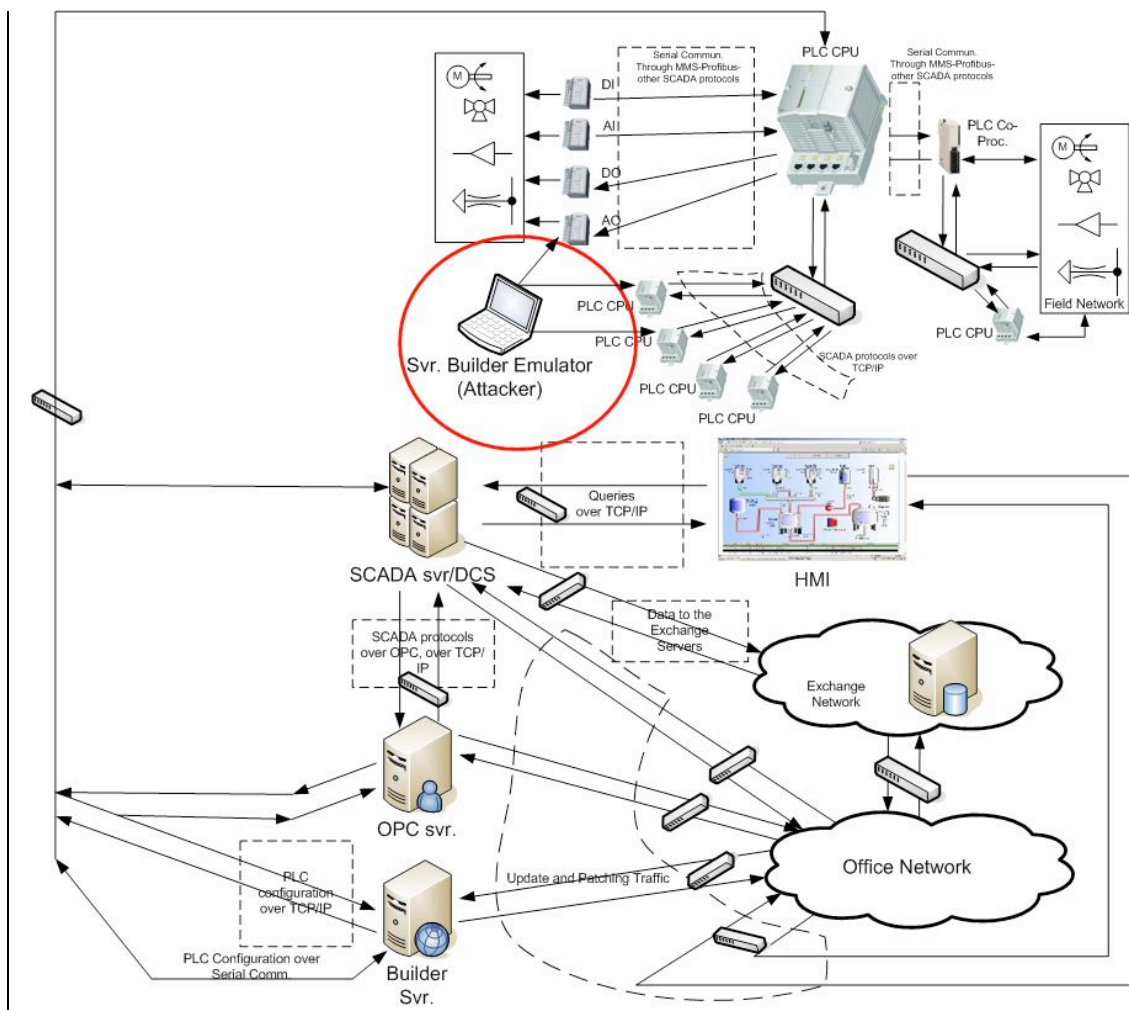 PLC CPU
Serial Commun.
Through MMS-Profibus-
other SCADA protocols
Serial Commun.
Through MMS-Profibus-
other SCADA protocols
DI
AI
DO
AO
M
PLC Co-
Proc.
M
Field Network
PLC CPU
PLC CPU
PLC CPU
PLC CPU
PLC CPU
SCADA protocols over
TCP/IP
Svr. Builder Emulator
(Attacker)
Queries
over TCP/IP
SCADA svr/DCS
HMI
Data to the
Exchange
Servers
SCADA protocols
over OPC, over TCP/
IP
Exchange
Network
OPC svr.
Office Network
PLC
configuration
over TCP/IP
Update and Patching Traffic
PLC Configuration over
Serial Comm.
Builder
Svr.